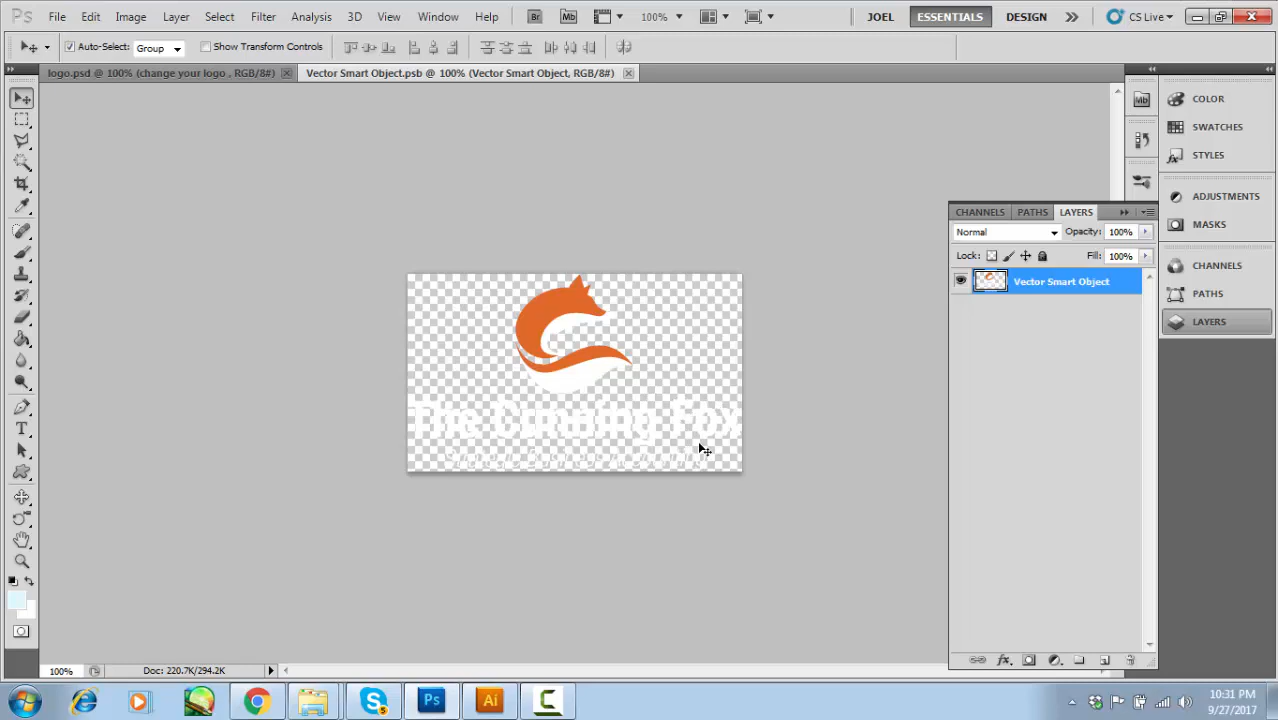 Ps File Edit Image Layer Select Filter Analysis 3D View Window Help Br Mb 100% JOEL ESSENTIALS DESIGN CS Live
Auto-Select: Group Show Transform Controls
logo.psd @ 100% (change your logo , RGB/8#) Vector Smart Object.psb @ 100% (Vector Smart Object, RGB/8#)
Mb COLOR
SWATCHES
STYLES
ADJUSTMENTS
CHANNELS PATHS LAYERS
MASKS
Normal Opacity: 100%
Lock: Fill: 100%
CHANNELS
Vector Smart Object
PATHS
LAYERS
The Cunning Fox
T
100% Doc: 220.7K/294.2K
fx
Ps Ai C
10:31 PM
9/27/2017